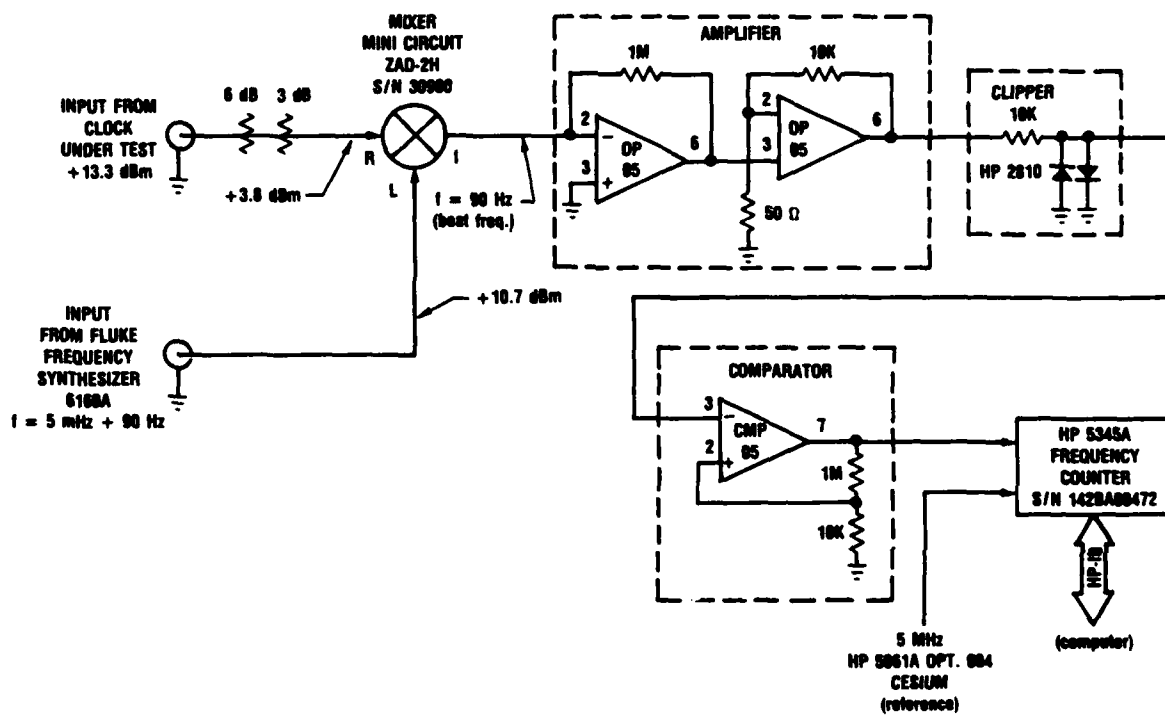 MIXER
MINI CIRCUIT
ZAD-2H
S/N 30900
INPUT FROM
CLOCK
UNDER TEST
+13.3 dBm
6 dB
3 dB
R
I
L
+3.8 dBm
f = 90 Hz
(beat freq.)
AMPLIFIER
1M
2
−
3
+
OP
05
6
10K
2
3
OP
05
6
50 Ω
CLIPPER
10K
HP 2810
+10.7 dBm
INPUT
FROM FLUKE
FREQUENCY
SYNTHESIZER
6160A
f = 5 mHz + 90 Hz
COMPARATOR
3
−
2
+
CMP
05
7
1M
10K
HP 5345A
FREQUENCY
COUNTER
HP-IB
(computer)
5 MHz
HP 5061A OPT. 004
CESIUM
(reference)